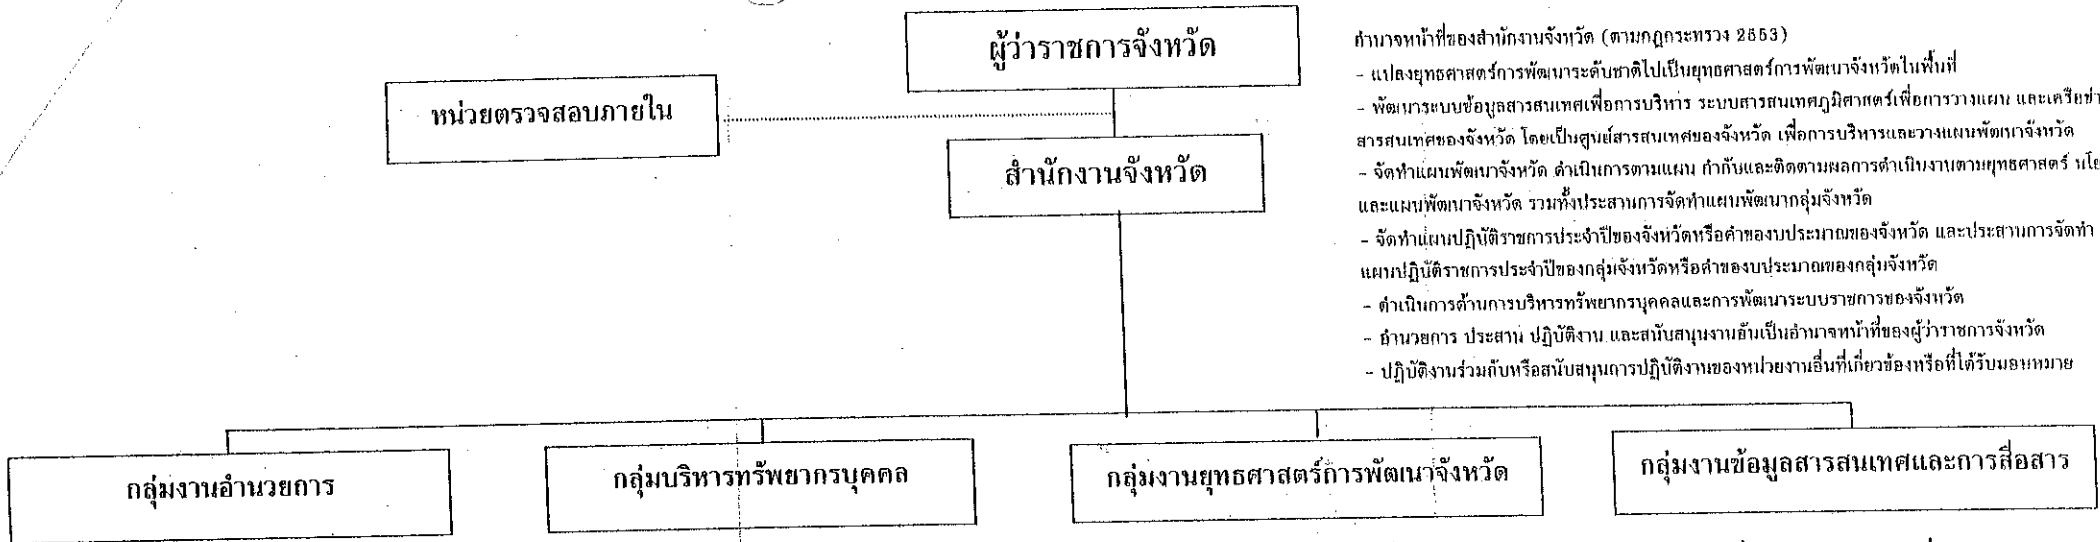 ผู้ว่าราชการจังหวัด
หน่วยตรวจสอบภายใน
สำนักงานจังหวัด
อำนาจหน้าที่ของสำนักงานจังหวัด (ตามกฎกระทรวง 2553)
- แปลงยุทธศาสตร์การพัฒนาระดับชาติไปเป็นยุทธศาสตร์การพัฒนาจังหวัดในพื้นที่
- พัฒนาระบบข้อมูลสารสนเทศเพื่อการบริหาร ระบบสารสนเทศภูมิศาสตร์เพื่อการวางแผน และเครือข่า
สารสนเทศของจังหวัด โดยเป็นศูนย์สารสนเทศของจังหวัด เพื่อการบริหารและวางแผนพัฒนาจังหวัด
- จัดทำแผนพัฒนาจังหวัด ดำเนินการตามแผน กำกับและติดตามผลการดำเนินงานตามยุทธศาสตร์ นโย
และแผนพัฒนาจังหวัด รวมทั้งประสานการจัดทำแผนพัฒนากลุ่มจังหวัด
- จัดทำแผนปฏิบัติราชการประจำปีของจังหวัดหรือคำของบประมาณของจังหวัด และประสานการจัดทำ
แผนปฏิบัติราชการประจำปีของกลุ่มจังหวัดหรือคำของบประมาณของกลุ่มจังหวัด
- ดำเนินการด้านการบริหารทรัพยากรบุคคลและการพัฒนาระบบราชการของจังหวัด
- อำนวยการ ประสาน ปฏิบัติงาน และสนับสนุนงานอันเป็นอำนาจหน้าที่ของผู้ว่าราชการจังหวัด
- ปฏิบัติงานร่วมกับหรือสนับสนุนการปฏิบัติงานของหน่วยงานอื่นที่เกี่ยวข้องหรือที่ได้รับมอบหมาย
กลุ่มงานอำนวยการ
กลุ่มบริหารทรัพยากรบุคคล
กลุ่มงานยุทธศาสตร์การพัฒนาจังหวัด
กลุ่มงานข้อมูลสารสนเทศและการสื่อสาร